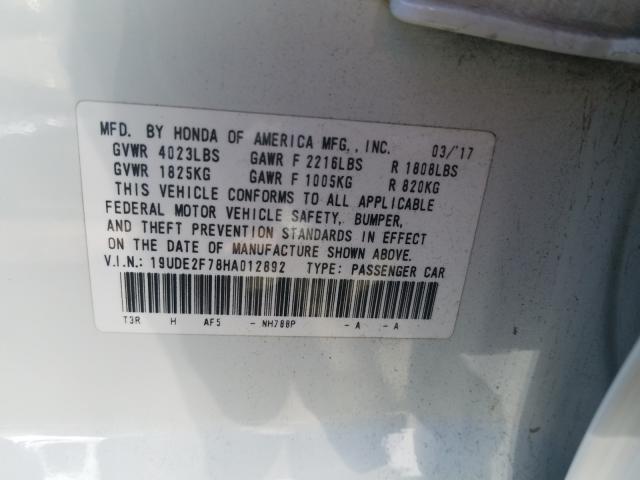 MFD. BY HONDA OF AMERICA MFG., INC. 03/'17
GVWR 4023LBS GAWR F 2216LBS R 1808LBS
GVWR 1825KG GAWR F 1005KG R 820KG
THIS VEHICLE CONFORMS TO ALL APPLICABLE
FEDERAL MOTOR VEHICLE SAFETY, BUMPER,
AND THEFT PREVENTION STANDARDS IN EFFECT
ON THE DATE OF MANUFACTURE SHOWN ABOVE.
V.I.N.: 19UDE2F78HA012892 TYPE: PASSENGER CAR
T3R H AF5 - NH788P - A - A